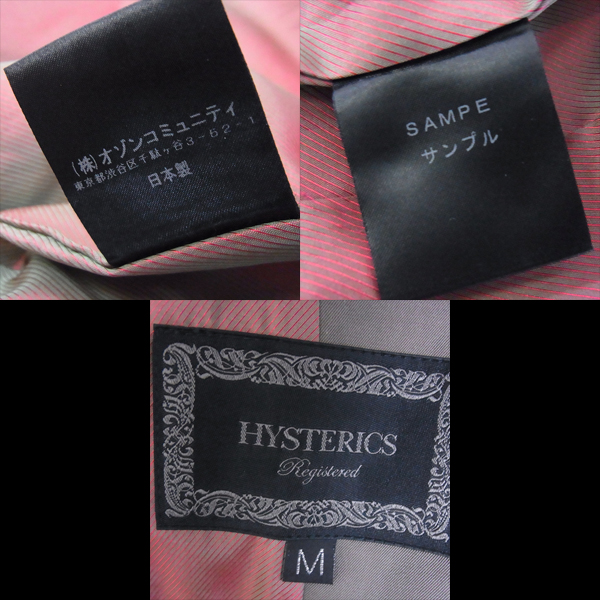 (株)オゾンコミュニティ
東京都渋谷区千駄ヶ谷3-52-1
日本製
SAMPE
サンプル
HYSTERICS
Registered
M